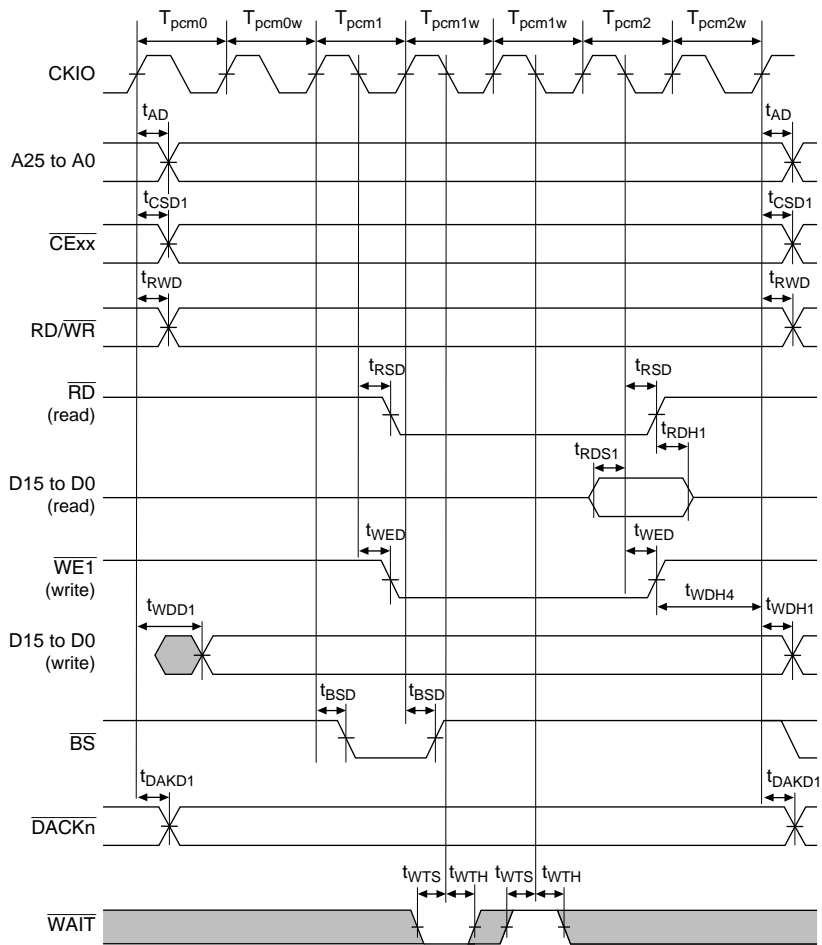 Tpcm0 Tpcm0w Tpcm1 Tpcm1w Tpcm1w Tpcm2 Tpcm2w
CKIO
tAD tAD
A25 to A0
tCSD1 tCSD1
CExx
tRWD tRWD
RD/WR
tRSD tRSD
RD
(read)
tRDH1
tRDS1
D15 to D0
(read)
tWED tWED
WE1
(write)
tWDH4
tWDD1 tWDH1
D15 to D0
(write)
tBSD tBSD
BS
tDAKD1 tDAKD1
DACKn
tWTS tWTH tWTS tWTH
WAIT